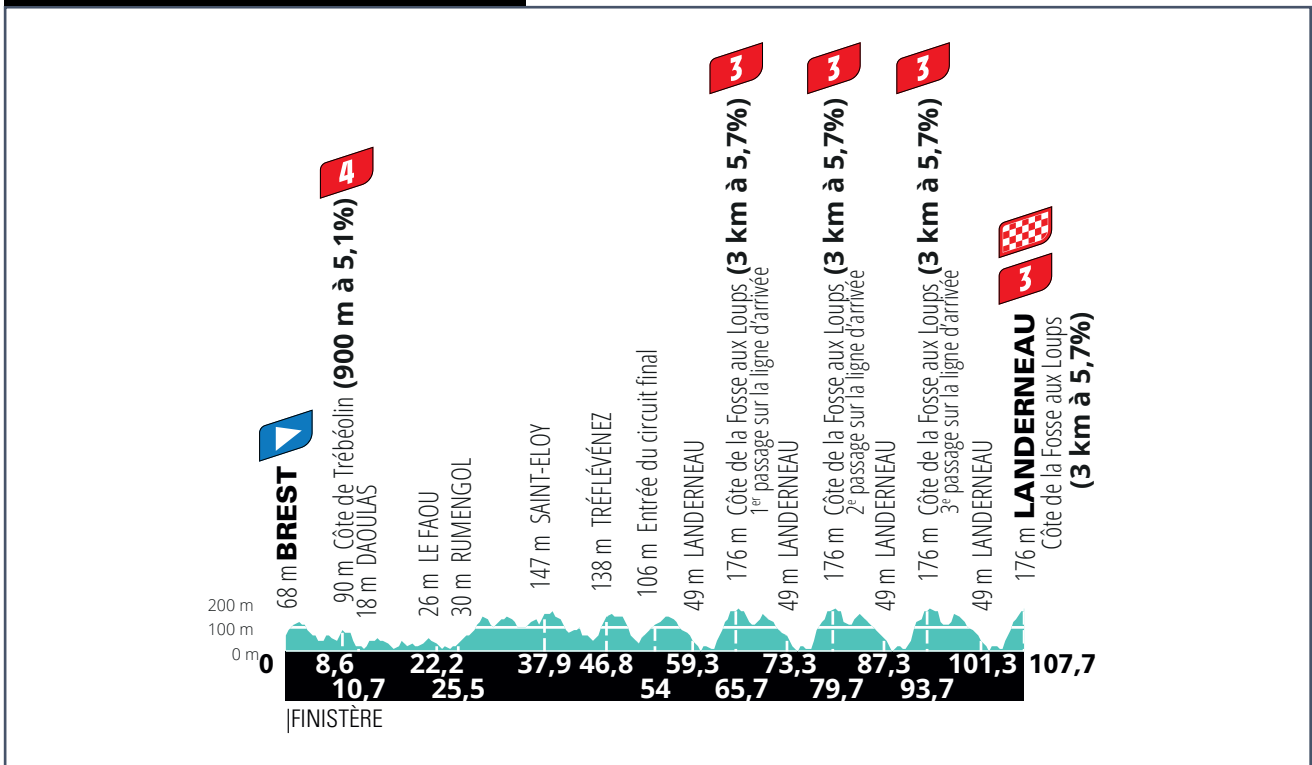 68 m BREST
4
90 m Côte de Trébéolin (900 m à 5,1%)
18 m DAOULAS
26 m LE FAOU
30 m RUMENGOL
147 m SAINT-ELOY
138 m TRÉFLÉVÉNEZ
106 m Entrée du circuit final
49 m LANDERNEAU
3
176 m Côte de la Fosse aux Loups (3 km à 5,7%)
1er passage sur la ligne d'arrivée
49 m LANDERNEAU
3
176 m Côte de la Fosse aux Loups (3 km à 5,7%)
2e passage sur la ligne d'arrivée
49 m LANDERNEAU
3
176 m Côte de la Fosse aux Loups (3 km à 5,7%)
3e passage sur la ligne d'arrivée
49 m LANDERNEAU
3
176 m LANDERNEAU
Côte de la Fosse aux Loups
(3 km à 5,7%)
200 m
100 m
0 m
0 8,6 22,2 37,9 46,8 59,3 73,3 87,3 101,3 107,7
10,7 25,5 54 65,7 79,7 93,7
|FINISTÈRE